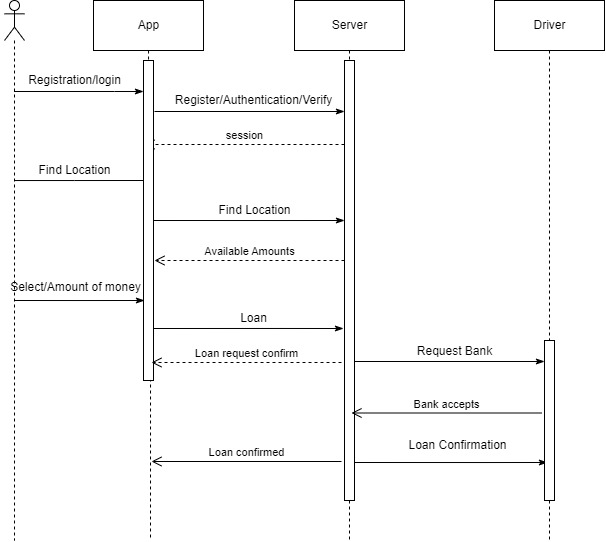 App
Server
Driver
Registration/login
Register/Authentication/Verify
session
Find Location
Find Location
Available Amounts
Select/Amount of money
Loan
Loan request confirm
Request Bank
Bank accepts
Loan Confirmation
Loan confirmed